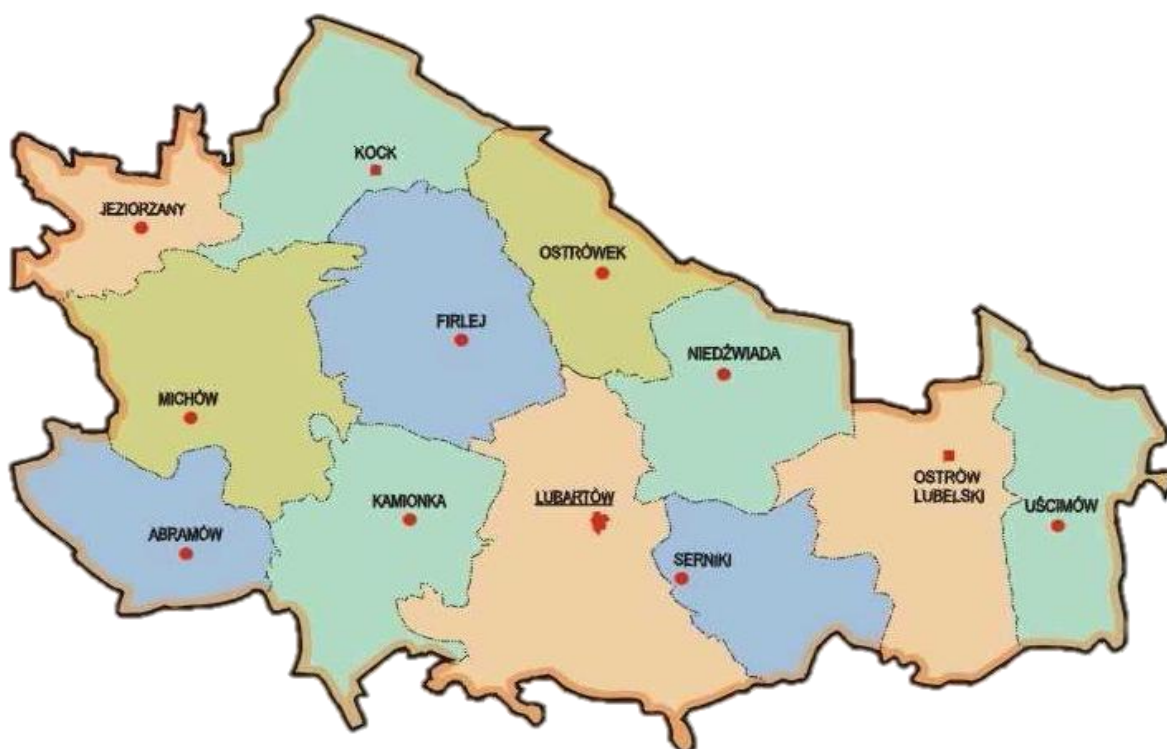 KOCK
JEZIORZANY
OSTRÓWEK
FIRLEJ
NIEDŹWIADA
MICHÓW
OSTRÓW
LUBELSKI
KAMIONKA
LUBARTÓW
UŚCIMÓW
ABRAMÓW
SERNIKI